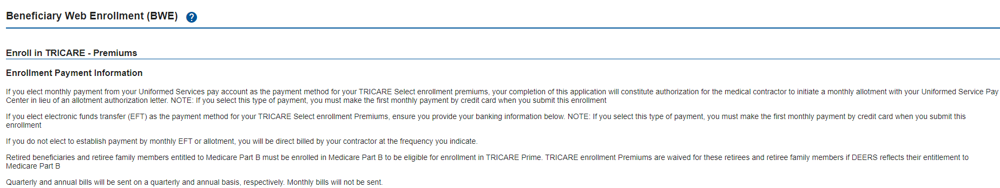 Beneficiary Web Enrollment (BWE) ?
Enroll in TRICARE - Premiums
Enrollment Payment Information
If you elect monthly payment from your Uniformed Services pay account as the payment method for your TRICARE Select enrollment premiums, your completion of this application will constitute authorization for the medical contractor to initiate a monthly allotment with your Uniformed Service Pay
Center in lieu of an allotment authorization letter. NOTE: If you select this type of payment, you must make the first monthly payment by credit card when you submit this enrollment
If you elect electronic funds transfer (EFT) as the payment method for your TRICARE Select enrollment Premiums, ensure you provide your banking information below. NOTE: If you select this type of payment, you must make the first monthly payment by credit card when you submit this
enrollment
If you do not elect to establish payment by monthly EFT or allotment, you will be direct billed by your contractor at the frequency you indicate.
Retired beneficiaries and retiree family members entitled to Medicare Part B must be enrolled in Medicare Part B to be eligible for enrollment in TRICARE Prime. TRICARE enrollment Premiums are waived for these retirees and retiree family members if DEERS reflects their entitlement to
Medicare Part B
Quarterly and annual bills will be sent on a quarterly and annual basis, respectively. Monthly bills will not be sent.